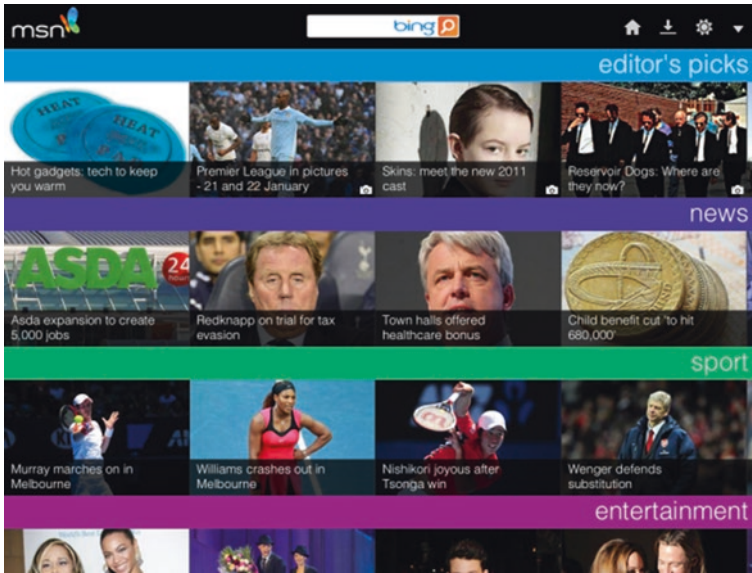 msn
bing
editor's picks
HEAT
HEAT
Hot gadgets: tech to keep
you warm
Premier League in pictures
- 21 and 22 January
Skins: meet the new 2011
cast
Reservoir Dogs: Where are
they now?
news
ASDA
24
Asda expansion to create
5,000 jobs
Redknapp on trial for tax
evasion
Town halls offered
healthcare bonus
Child benefit cut 'to hit
680,000'
sport
KIA
Murray marches on in
Melbourne
Williams crashes out in
Melbourne
Nishikori joyous after
Tsonga win
Wenger defends
substitution
entertainment